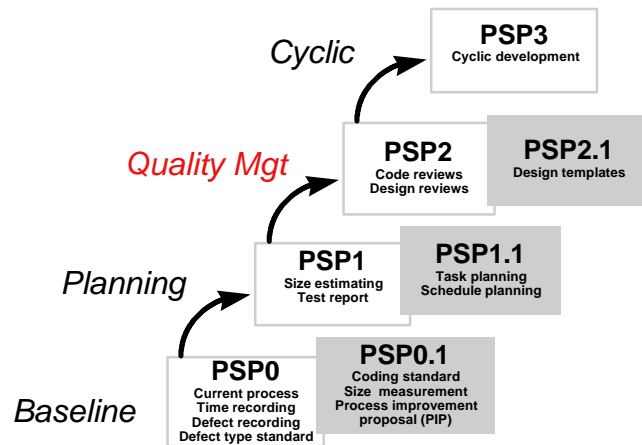 Cyclic
PSP3
Cyclic development
Quality Mgt
PSP2
Code reviews
Design reviews
PSP2.1
Design templates
Planning
PSP1
Size estimating
Test report
PSP1.1
Task planning
Schedule planning
Baseline
PSP0
Current process
Time recording
Defect recording
Defect type standard
PSP0.1
Coding standard
Size measurement
Process improvement
proposal (PIP)